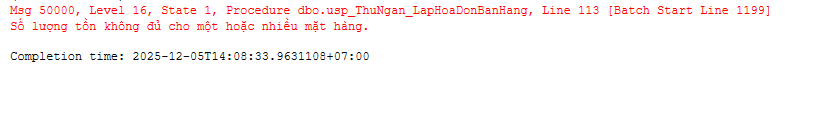 Msg 50000, Level 16, State 1, Procedure dbo.usp_ThuNgan_LapHoaDonBanHang, Line 113 [Batch Start Line 1199]
Số lượng tồn không đủ cho một hoặc nhiều mặt hàng.
Completion time: 2025-12-05T14:08:33.9631108+07:00